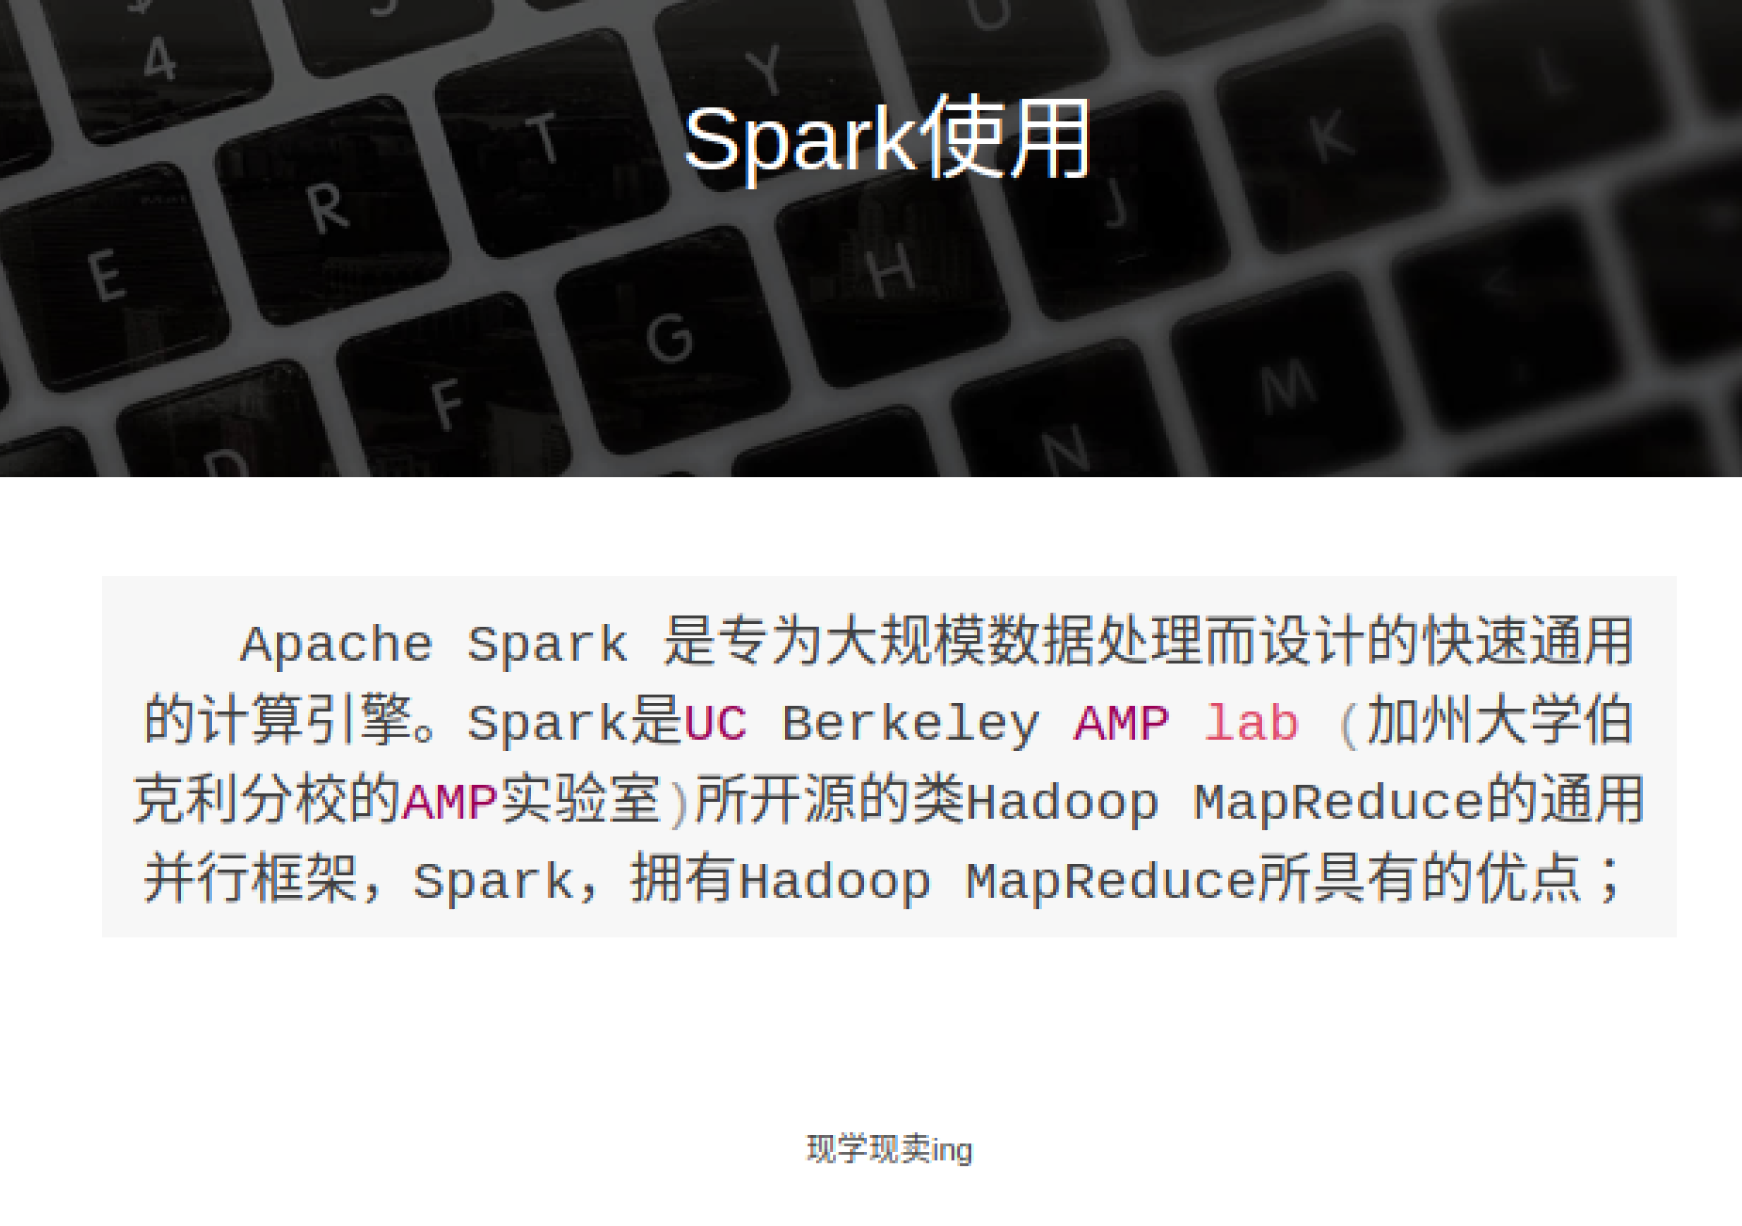 Spark使用
Apache Spark 是专为大规模数据处理而设计的快速通用
的计算引擎。Spark是UC Berkeley AMP lab (加州大学伯
克利分校的AMP实验室)所开源的类Hadoop MapReduce的通用
并行框架，Spark，拥有Hadoop MapReduce所具有的优点；
现学现卖ing
4
Y
U
T
K
L
R
J
E
H
G
F
M
D
N
<